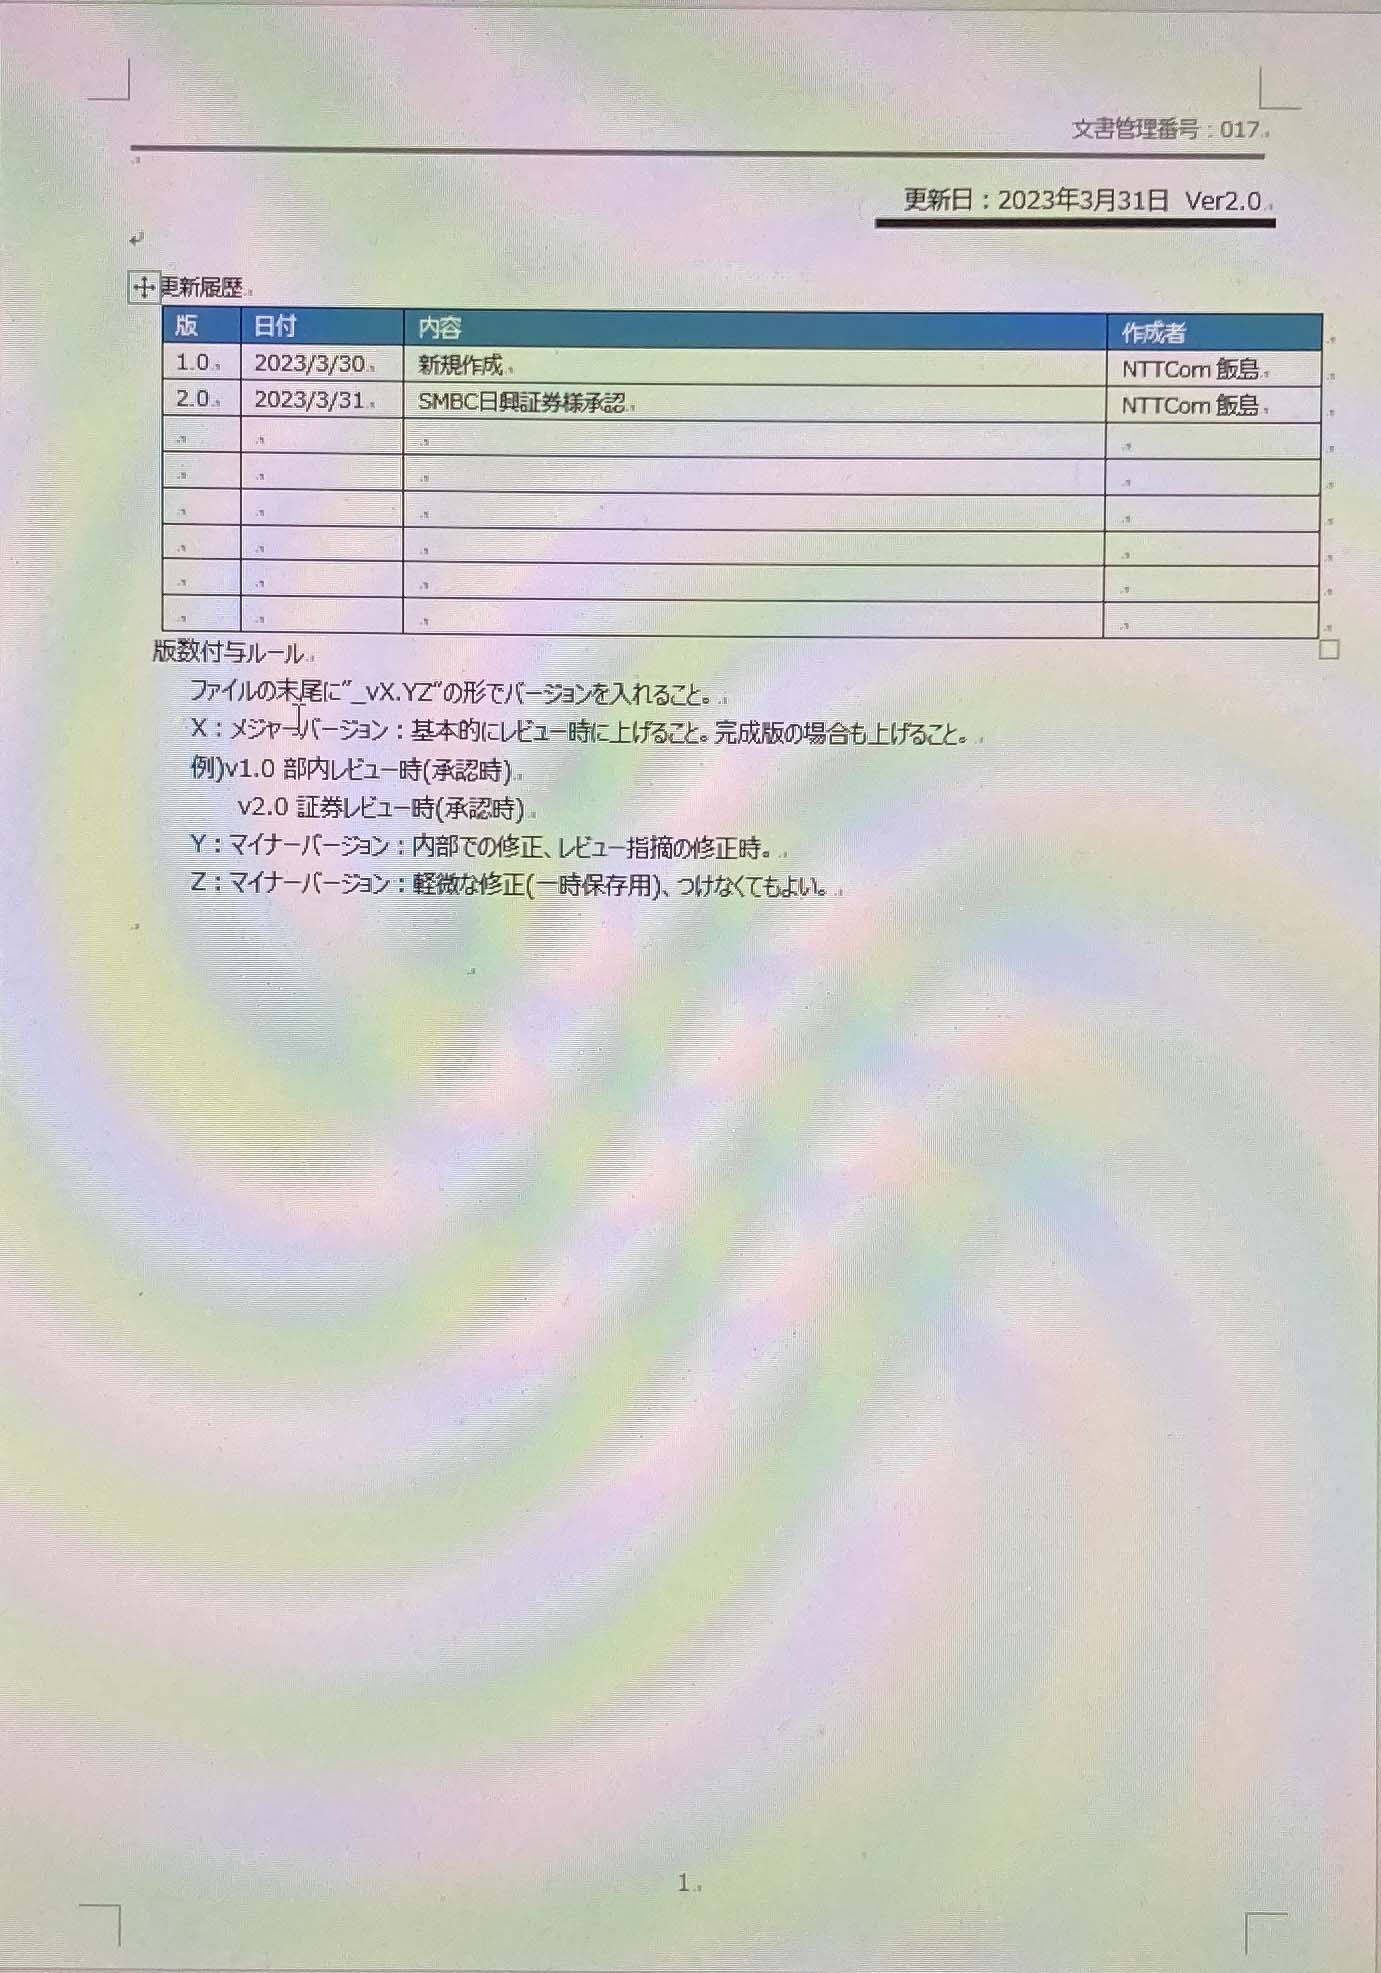 文書管理番号：017
更新日：2023年3月31日 Ver2.0
更新履歴
版 日付 内容 作成者
1.0 2023/3/30 新規作成 NTTCom 飯島
2.0 2023/3/31 SMBC日興証券様承認 NTTCom 飯島
版数付与ルール
ファイルの末尾に"_vX.YZ"の形でバージョンを入れること。
X：メジャーバージョン：基本的にレビュー時に上げること。完成版の場合も上げること。
例)v1.0 部内レビュー時(承認時)
v2.0 証券レビュー時(承認時)
Y：マイナーバージョン：内部での修正、レビュー指摘の修正時。
Z：マイナーバージョン：軽微な修正(一時保存用)、つけなくてもよい。
1